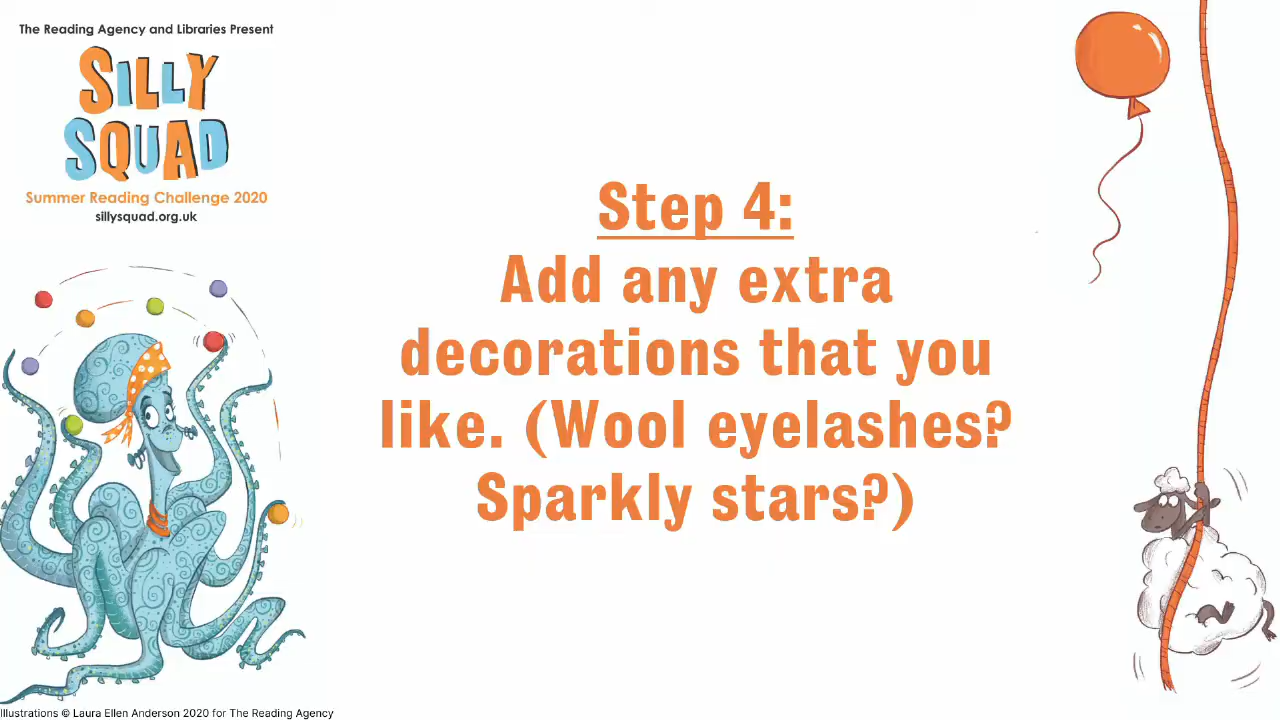 The Reading Agency and Libraries Present
SILLY
SQUAD
Summer Reading Challenge 2020
sillysquad.org.uk
Step 4:
Add any extra
decorations that you
like. (Wool eyelashes?
Sparkly stars?)
Illustrations © Laura Ellen Anderson 2020 for The Reading Agency